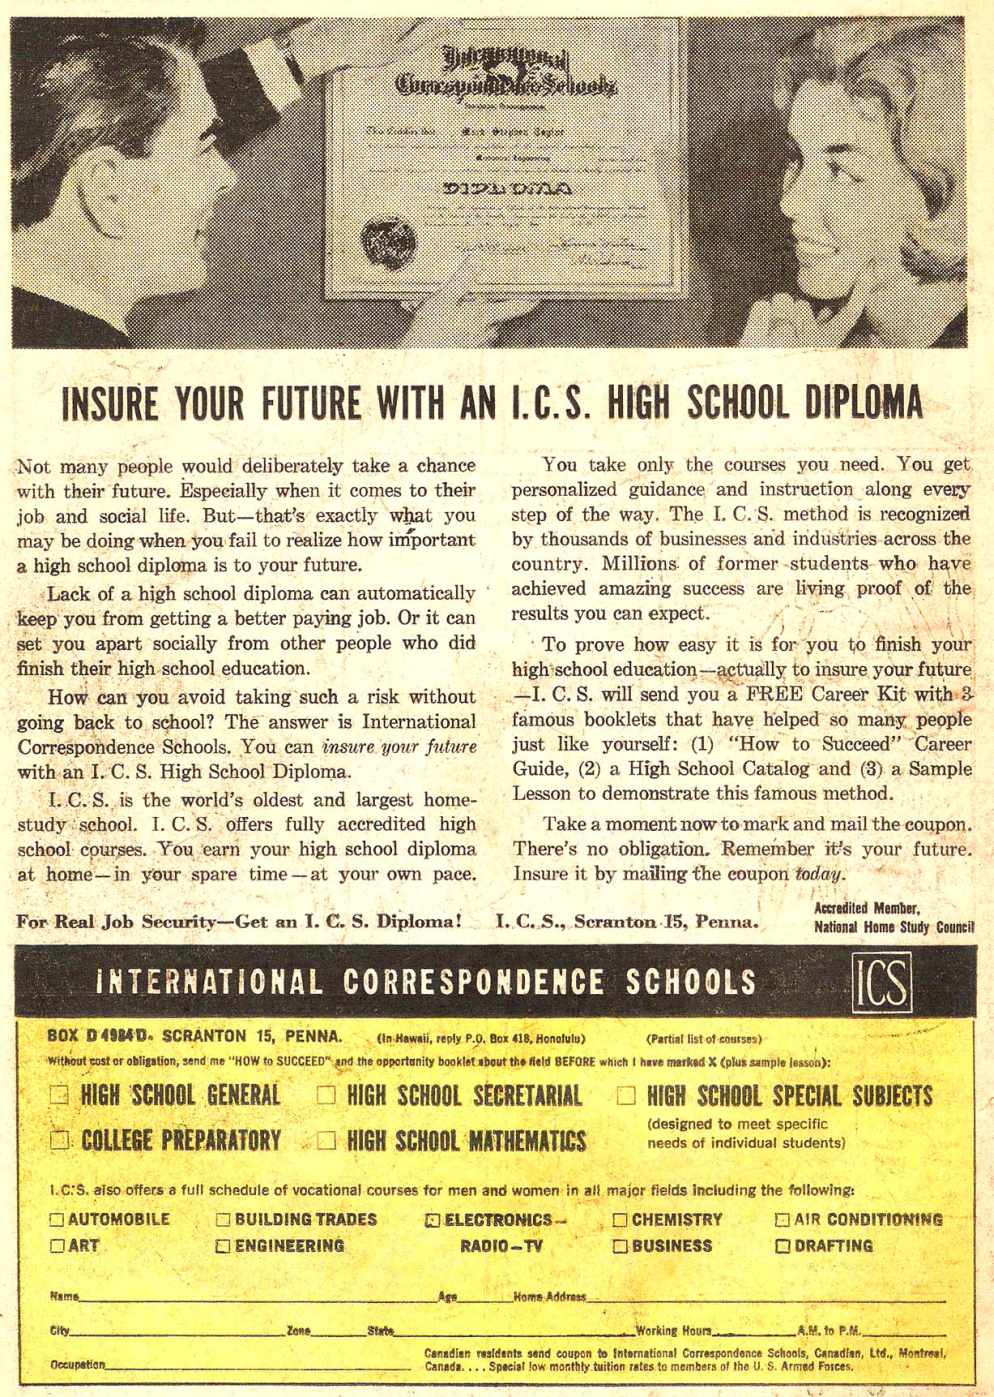 International
Correspondence Schools
This Certifies that Mark Stephen Taylor
Mechanical Engineering
DIPLOMA
INSURE YOUR FUTURE WITH AN I.C.S. HIGH SCHOOL DIPLOMA
Not many people would deliberately take a chance
with their future. Especially when it comes to their
job and social life. But—that's exactly what you
may be doing when you fail to realize how important
a high school diploma is to your future.
Lack of a high school diploma can automatically
keep you from getting a better paying job. Or it can
set you apart socially from other people who did
finish their high school education.
How can you avoid taking such a risk without
going back to school? The answer is International
Correspondence Schools. You can insure your future
with an I. C. S. High School Diploma.
I. C. S. is the world's oldest and largest home-
study school. I. C. S. offers fully accredited high
school courses. You earn your high school diploma
at home—in your spare time—at your own pace.
You take only the courses you need. You get
personalized guidance and instruction along every
step of the way. The I. C. S. method is recognized
by thousands of businesses and industries across the
country. Millions of former students who have
achieved amazing success are living proof of the
results you can expect.
To prove how easy it is for you to finish your
high school education—actually to insure your future
—I. C. S. will send you a FREE Career Kit with 3
famous booklets that have helped so many people
just like yourself: (1) "How to Succeed" Career
Guide, (2) a High School Catalog and (3) a Sample
Lesson to demonstrate this famous method.
Take a moment now to mark and mail the coupon.
There's no obligation. Remember it's your future.
Insure it by mailing the coupon today.
For Real Job Security—Get an I. C. S. Diploma! I. C. S., Scranton 15, Penna.
Accredited Member,
National Home Study Council
INTERNATIONAL CORRESPONDENCE SCHOOLS ICS
BOX D4984D, SCRANTON 15, PENNA. (In Hawaii, reply P.O. Box 418, Honolulu) (Partial list of courses)
Without cost or obligation, send me "HOW to SUCCEED" and the opportunity booklet about the field BEFORE which I have marked X (plus sample lesson):
HIGH SCHOOL GENERAL HIGH SCHOOL SECRETARIAL HIGH SCHOOL SPECIAL SUBJECTS
(designed to meet specific
needs of individual students)
COLLEGE PREPARATORY HIGH SCHOOL MATHEMATICS
I.C.S. also offers a full schedule of vocational courses for men and women in all major fields including the following:
AUTOMOBILE BUILDING TRADES ELECTRONICS— CHEMISTRY AIR CONDITIONING
ART ENGINEERING RADIO—TV BUSINESS DRAFTING
Name Age Home Address
City Zone State Working Hours A.M. to P.M.
Occupation
Canadian residents send coupon to International Correspondence Schools, Canadian, Ltd., Montreal,
Canada. . . . Special low monthly tuition rates to members of the U. S. Armed Forces.